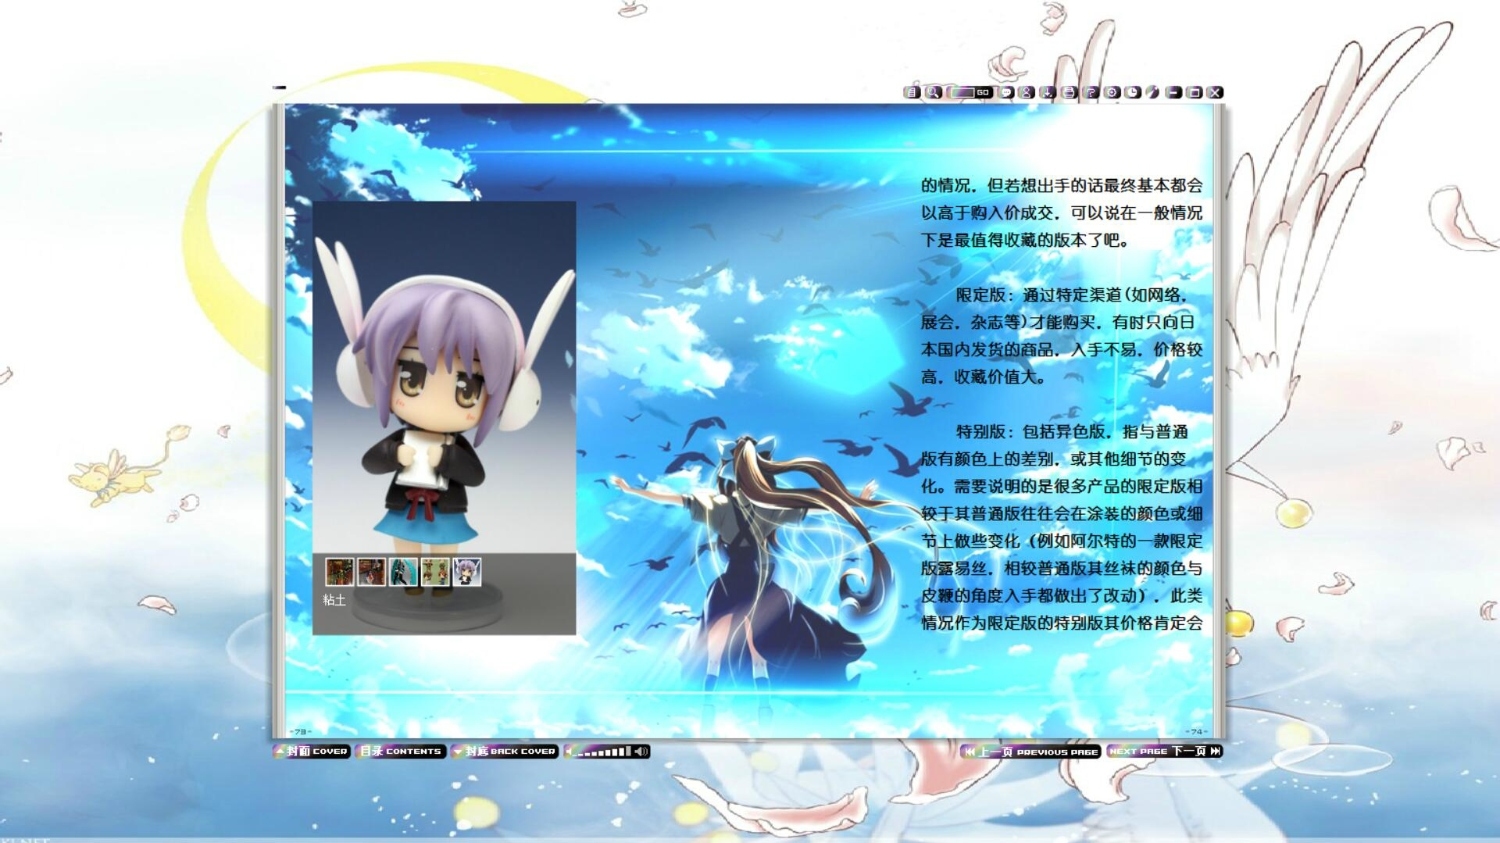 GO
的情况，但若想出手的话最终基本都会
以高于购入价成交，可以说在一般情况
下是最值得收藏的版本了吧。
限定版：通过特定渠道(如网络，
展会，杂志等)才能购买，有时只向日
本国内发货的商品，入手不易，价格较
高，收藏价值大。
特别版：包括异色版，指与普通
版有颜色上的差别，或其他细节的变
化。需要说明的是很多产品的限定版相
较于其普通版往往会在涂装的颜色或细
节上做些变化（例如阿尔特的一款限定
版露易丝，相较普通版其丝袜的颜色与
皮鞭的角度入手都做出了改动），此类
情况作为限定版的特别版其价格肯定会
粘土
-73-
-74-
封面 COVER
目录 CONTENTS
封底 BACK COVER
上一页 PREVIOUS PAGE
NEXT PAGE 下一页